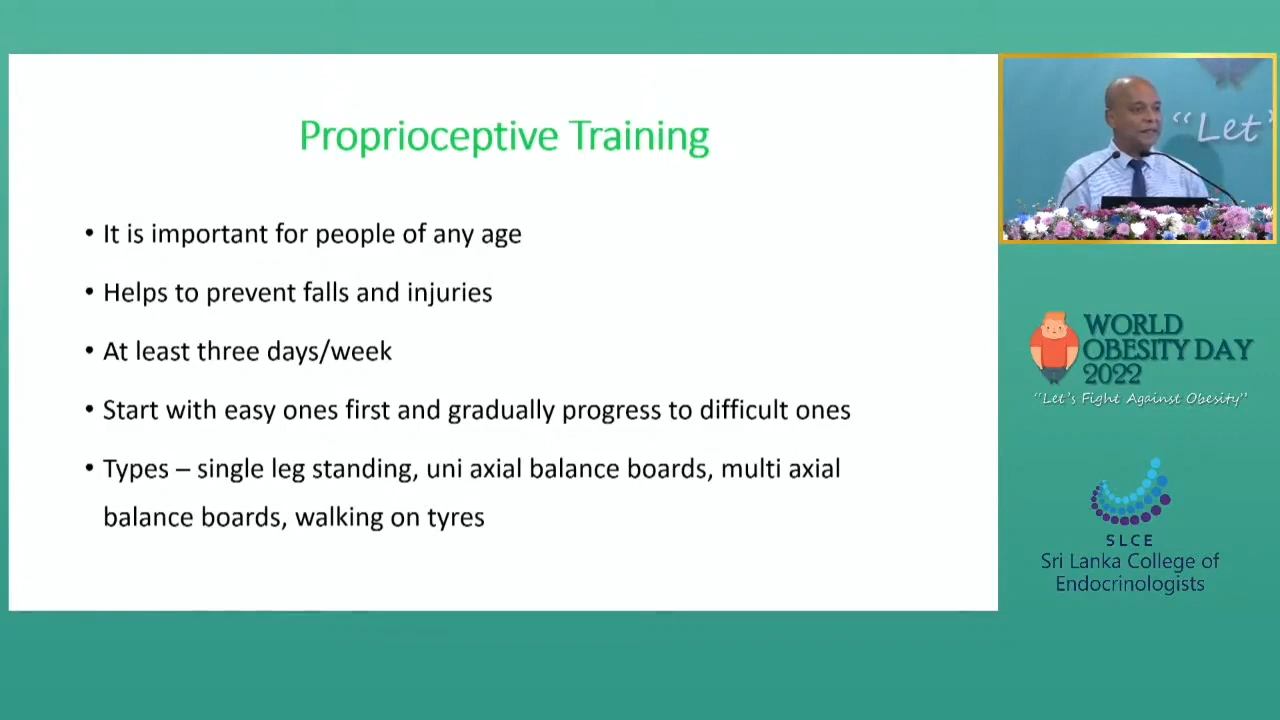 Proprioceptive Training
• It is important for people of any age
• Helps to prevent falls and injuries
• At least three days/week
• Start with easy ones first and gradually progress to difficult ones
• Types – single leg standing, uni axial balance boards, multi axial
balance boards, walking on tyres
“Let’
WORLD
OBESITY DAY
2022
“Let’s Fight Against Obesity”
SLCE
Sri Lanka College of
Endocrinologists